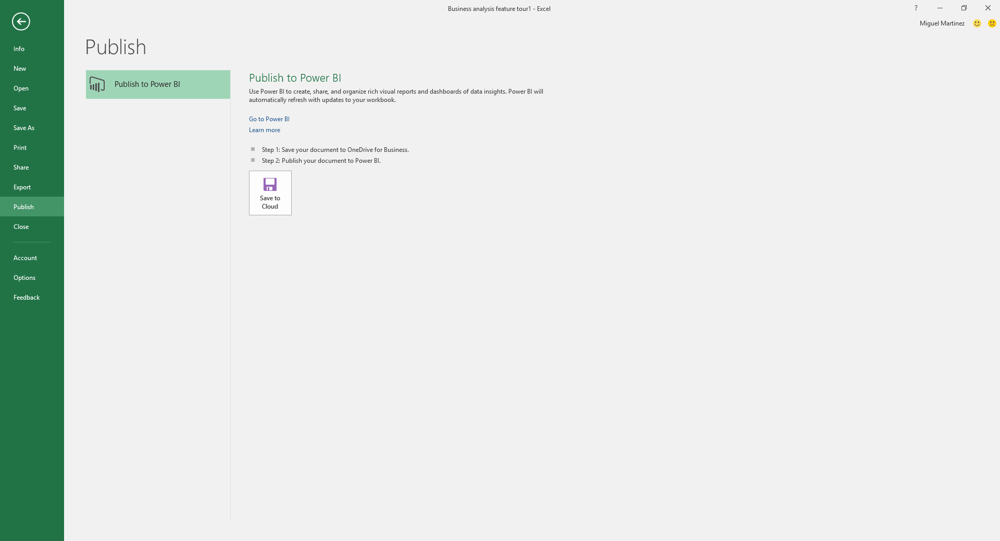 Business analysis feature tour1 - Excel
?
Miguel Martinez
Info
New
Open
Save
Save As
Print
Share
Export
Publish
Close
Account
Options
Feedback
Publish
Publish to Power BI
Publish to Power BI
Use Power BI to create, share, and organize rich visual reports and dashboards of data insights. Power BI will
automatically refresh with updates to your workbook.
Go to Power BI
Learn more
Step 1: Save your document to OneDrive for Business.
Step 2: Publish your document to Power BI.
Save to
Cloud